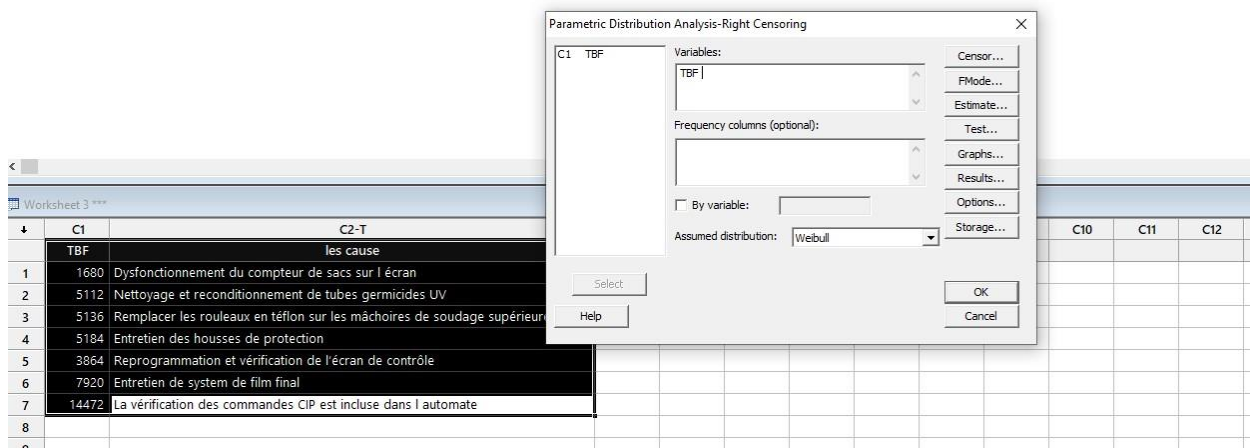 Parametric Distribution Analysis-Right Censoring
C1 TBF
Variables:
TBF
Censor...
FMode...
Estimate...
Frequency columns (optional):
Test...
Graphs...
Results...
By variable:
Options...
Assumed distribution: Weibull
Storage...
Select
OK
Help
Cancel
Worksheet 3 ***
C1 C2-T C10 C11 C12
TBF les cause
1 1680 Dysfonctionnement du compteur de sacs sur l écran
2 5112 Nettoyage et reconditionnement de tubes germicides UV
3 5136 Remplacer les rouleaux en téflon sur les mâchoires de soudage supérieur
4 5184 Entretien des housses de protection
5 3864 Reprogrammation et vérification de l'écran de contrôle
6 7920 Entretien de system de film final
7 14472 La vérification des commandes CIP est incluse dans l automate
8